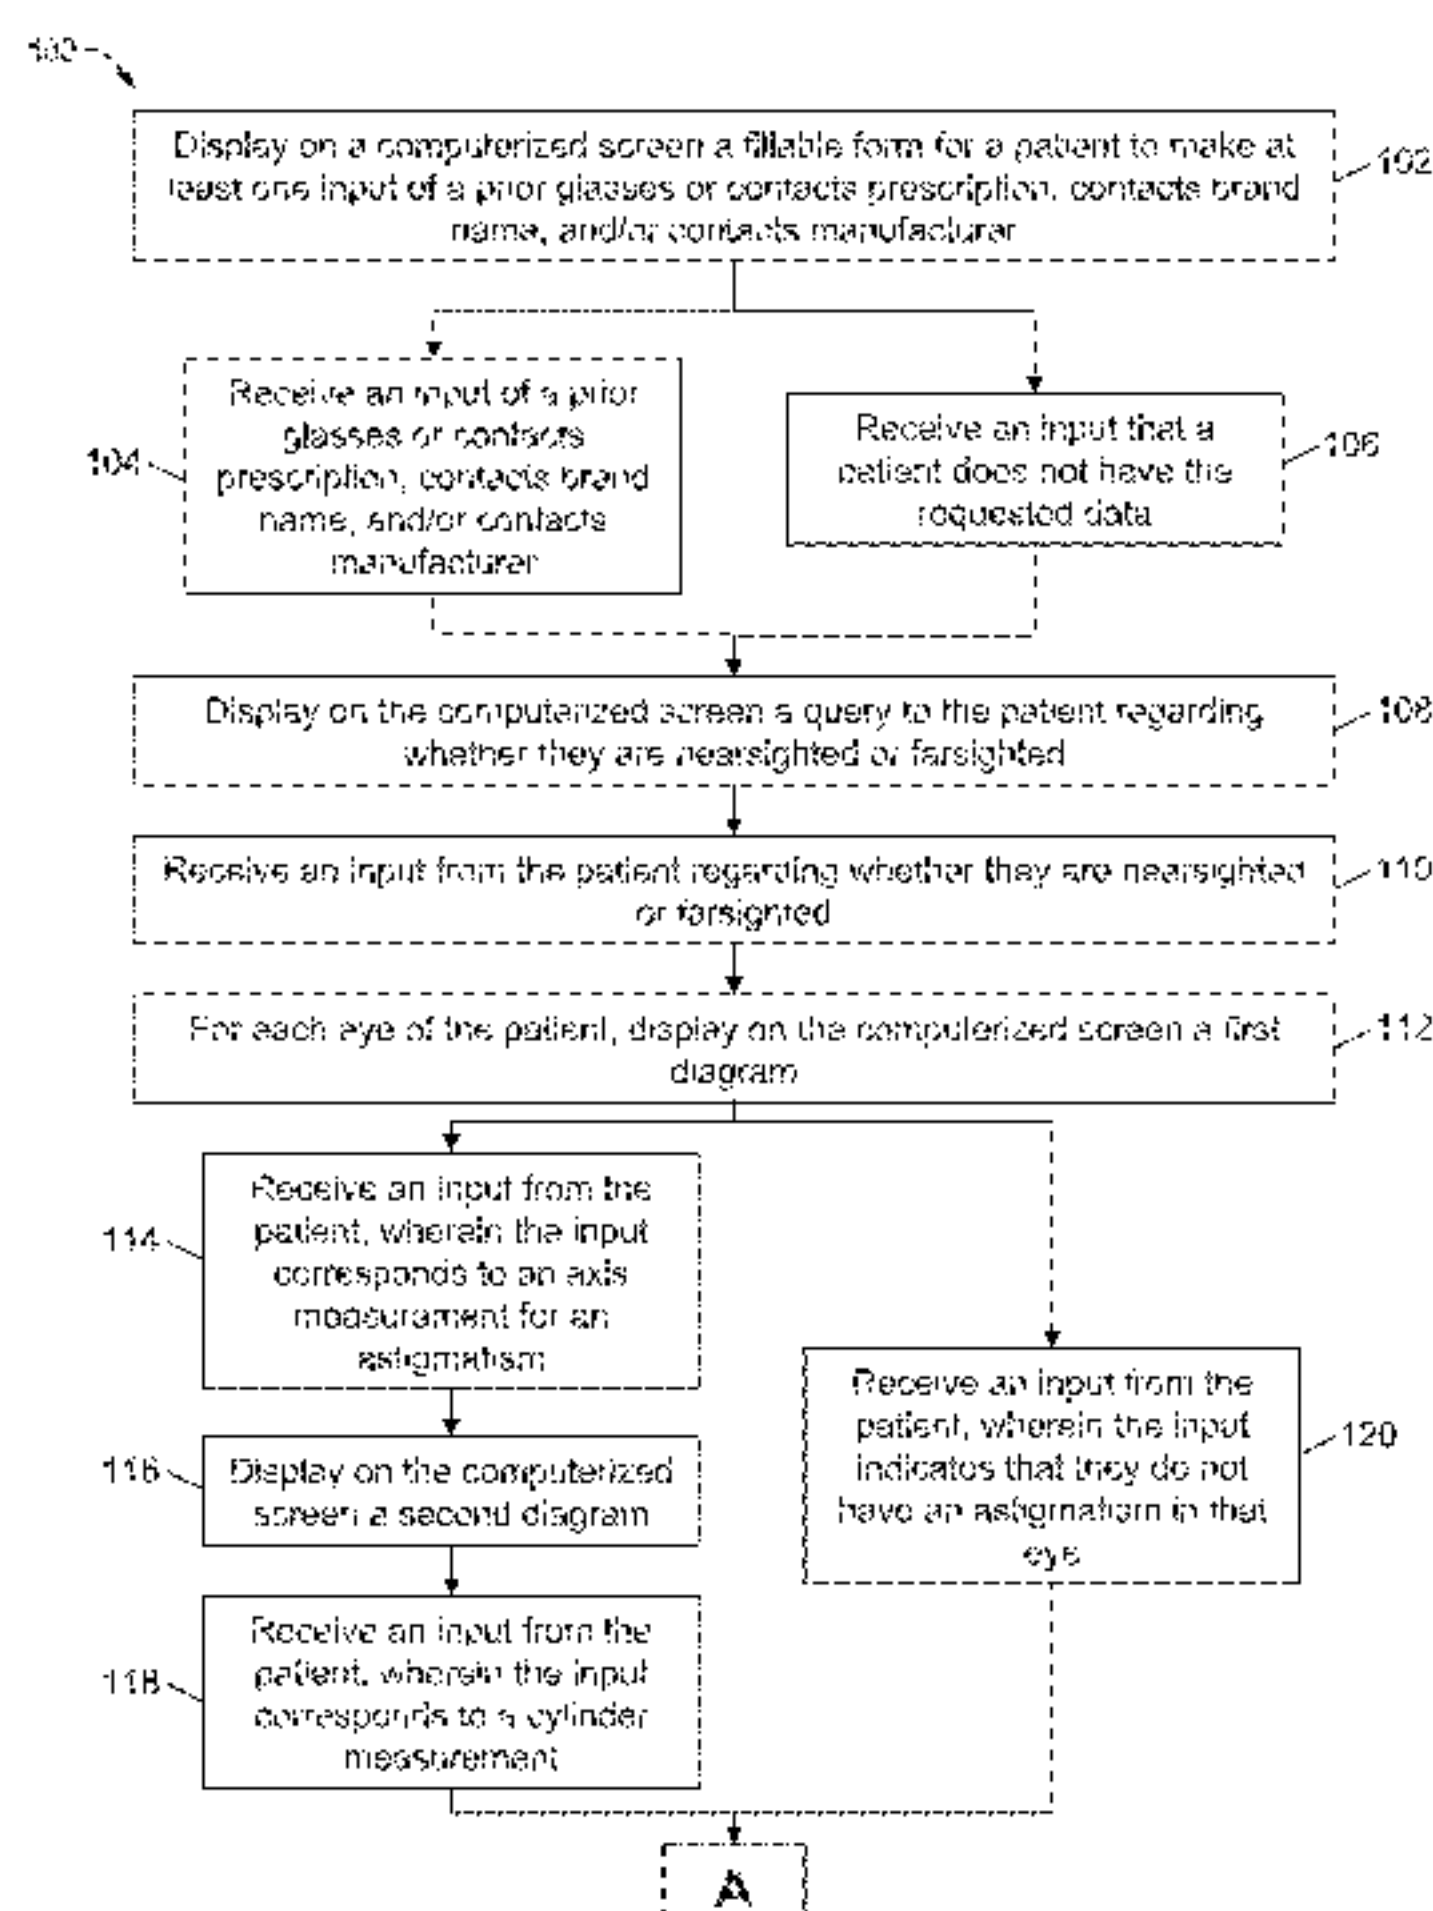 100
Display on a computerized screen a fillable form for a patient to make at
least one input of a prior glasses or contacts prescription, contacts brand
name, and/or contacts manufacturer
102
Receive an input of a prior
glasses or contacts
prescription, contacts brand
name, and/or contacts
manufacturer
104
Receive an input that a
patient does not have the
requested data
106
Display on the computerized screen a query to the patient regarding
whether they are nearsighted or farsighted
108
Receive an input from the patient regarding whether they are nearsighted
or farsighted
110
For each eye of the patient, display on the computerized screen a first
diagram
112
Receive an input from the
patient, wherein the input
corresponds to an axis
measurement for an
astigmatism
114
Display on the computerized
screen a second diagram
116
Receive an input from the
patient, wherein the input
corresponds to a cylinder
measurement
118
Receive an input from the
patient, wherein the input
indicates that they do not
have an astigmatism in that
eye
120
A